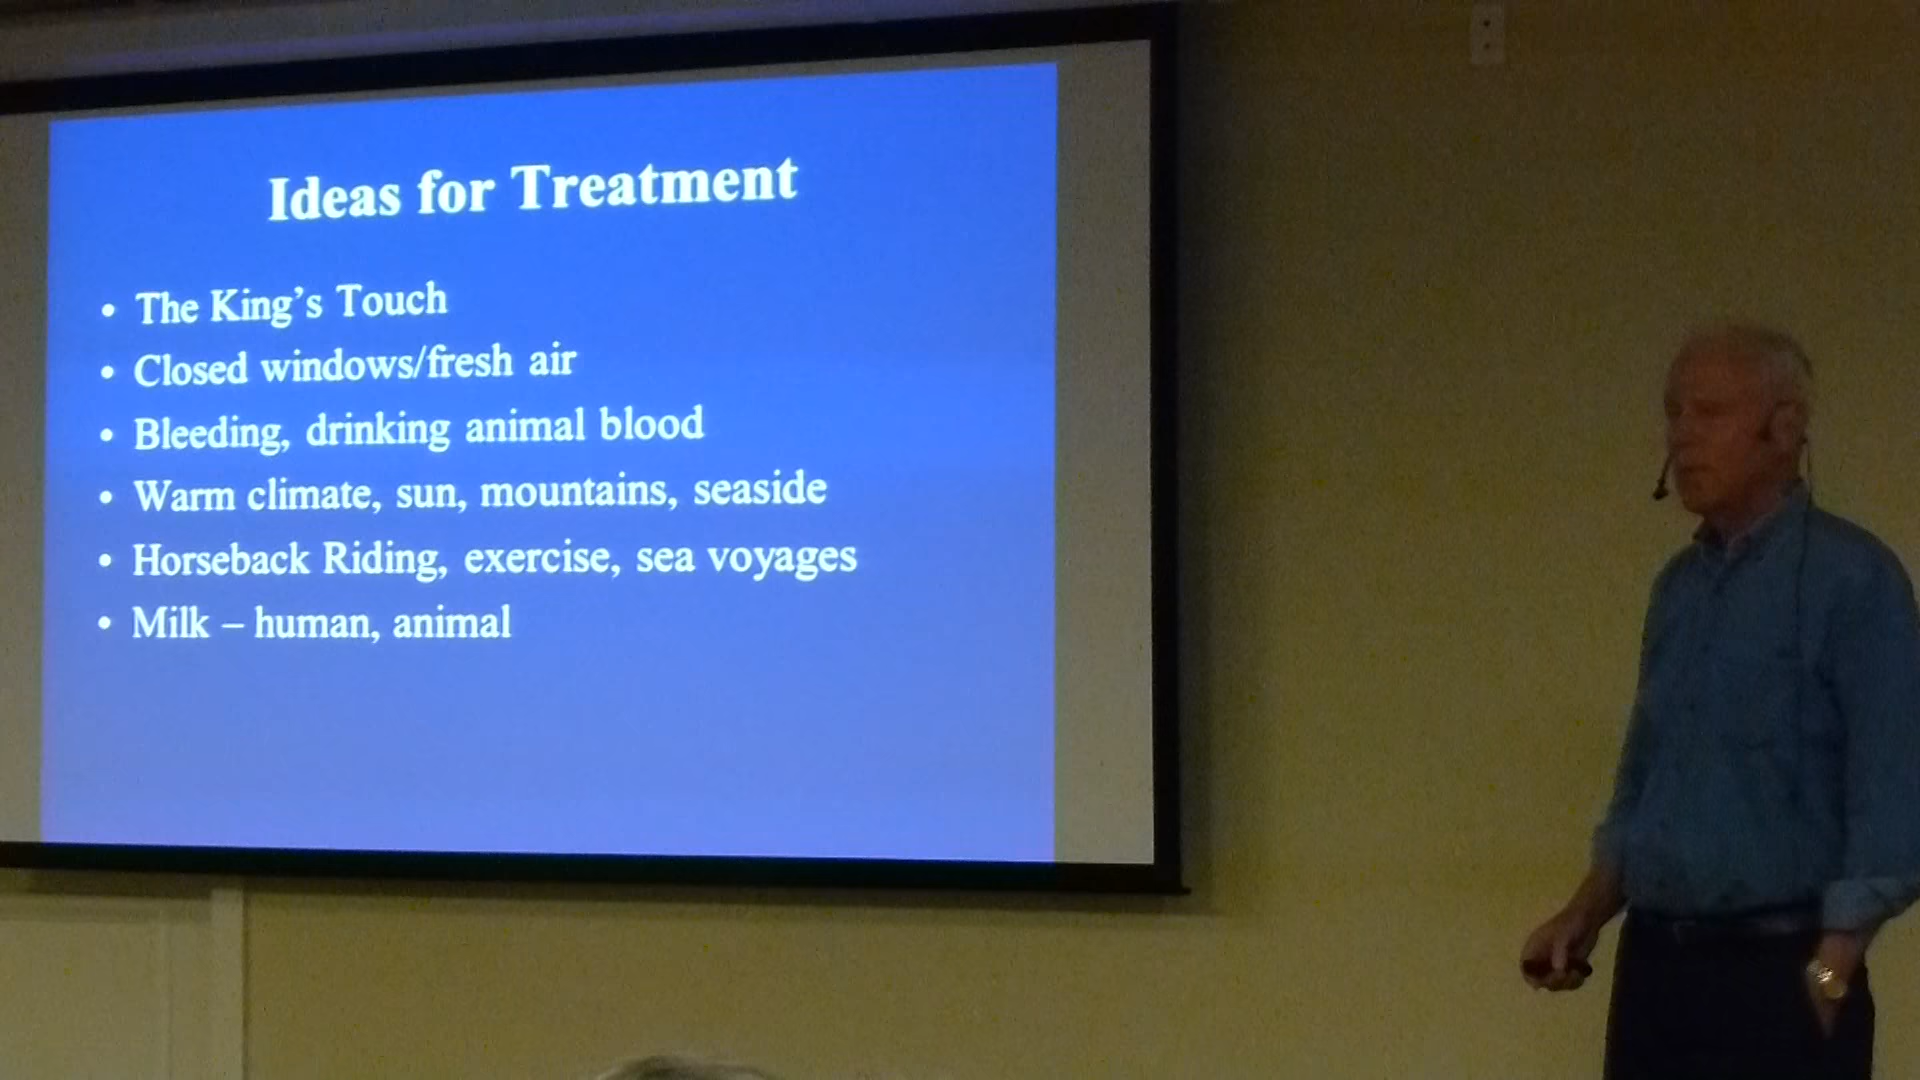 Ideas for Treatment
• The King's Touch
• Closed windows/fresh air
• Bleeding, drinking animal blood
• Warm climate, sun, mountains, seaside
• Horseback Riding, exercise, sea voyages
• Milk – human, animal